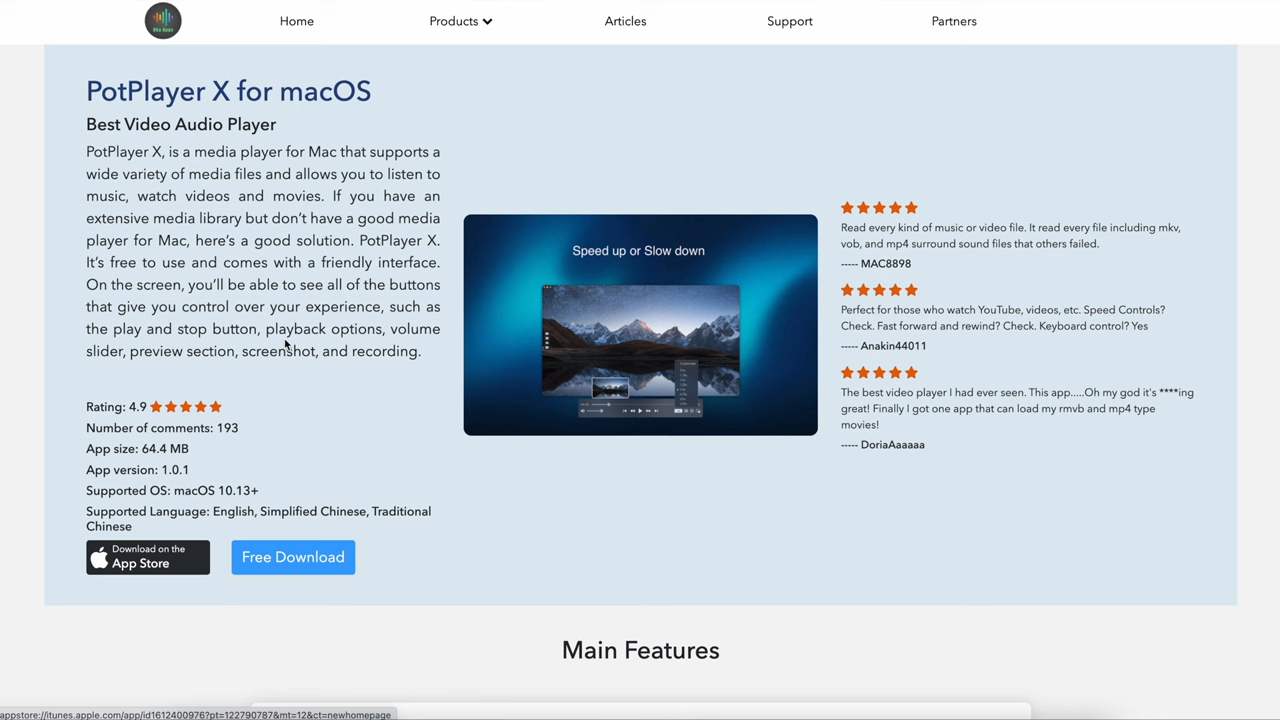 Home
Products
Articles
Support
Partners
PotPlayer X for macOS
Best Video Audio Player
PotPlayer X, is a media player for Mac that supports a
wide variety of media files and allows you to listen to
music, watch videos and movies. If you have an
extensive media library but don't have a good media
player for Mac, here's a good solution. PotPlayer X.
It's free to use and comes with a friendly interface.
On the screen, you'll be able to see all of the buttons
that give you control over your experience, such as
the play and stop button, playback options, volume
slider, preview section, screenshot, and recording.
Rating: 4.9
Number of comments: 193
App size: 64.4 MB
App version: 1.0.1
Supported OS: macOS 10.13+
Supported Language: English, Simplified Chinese, Traditional
Chinese
Download on the
App Store
Free Download
Speed up or Slow down
Read every kind of music or video file. It read every file including mkv,
vob, and mp4 surround sound files that others failed.
----- MAC8898
Perfect for those who watch YouTube, videos, etc. Speed Controls?
Check. Fast forward and rewind? Check. Keyboard control? Yes
----- Anakin44011
The best video player I had ever seen. This app.....Oh my god it's ****ing
great! Finally I got one app that can load my rmvb and mp4 type
movies!
----- DoriaAaaaaa
Main Features
appstore://itunes.apple.com/app/id1612400976?pt=122790787&mt=12&ct=newhomepage